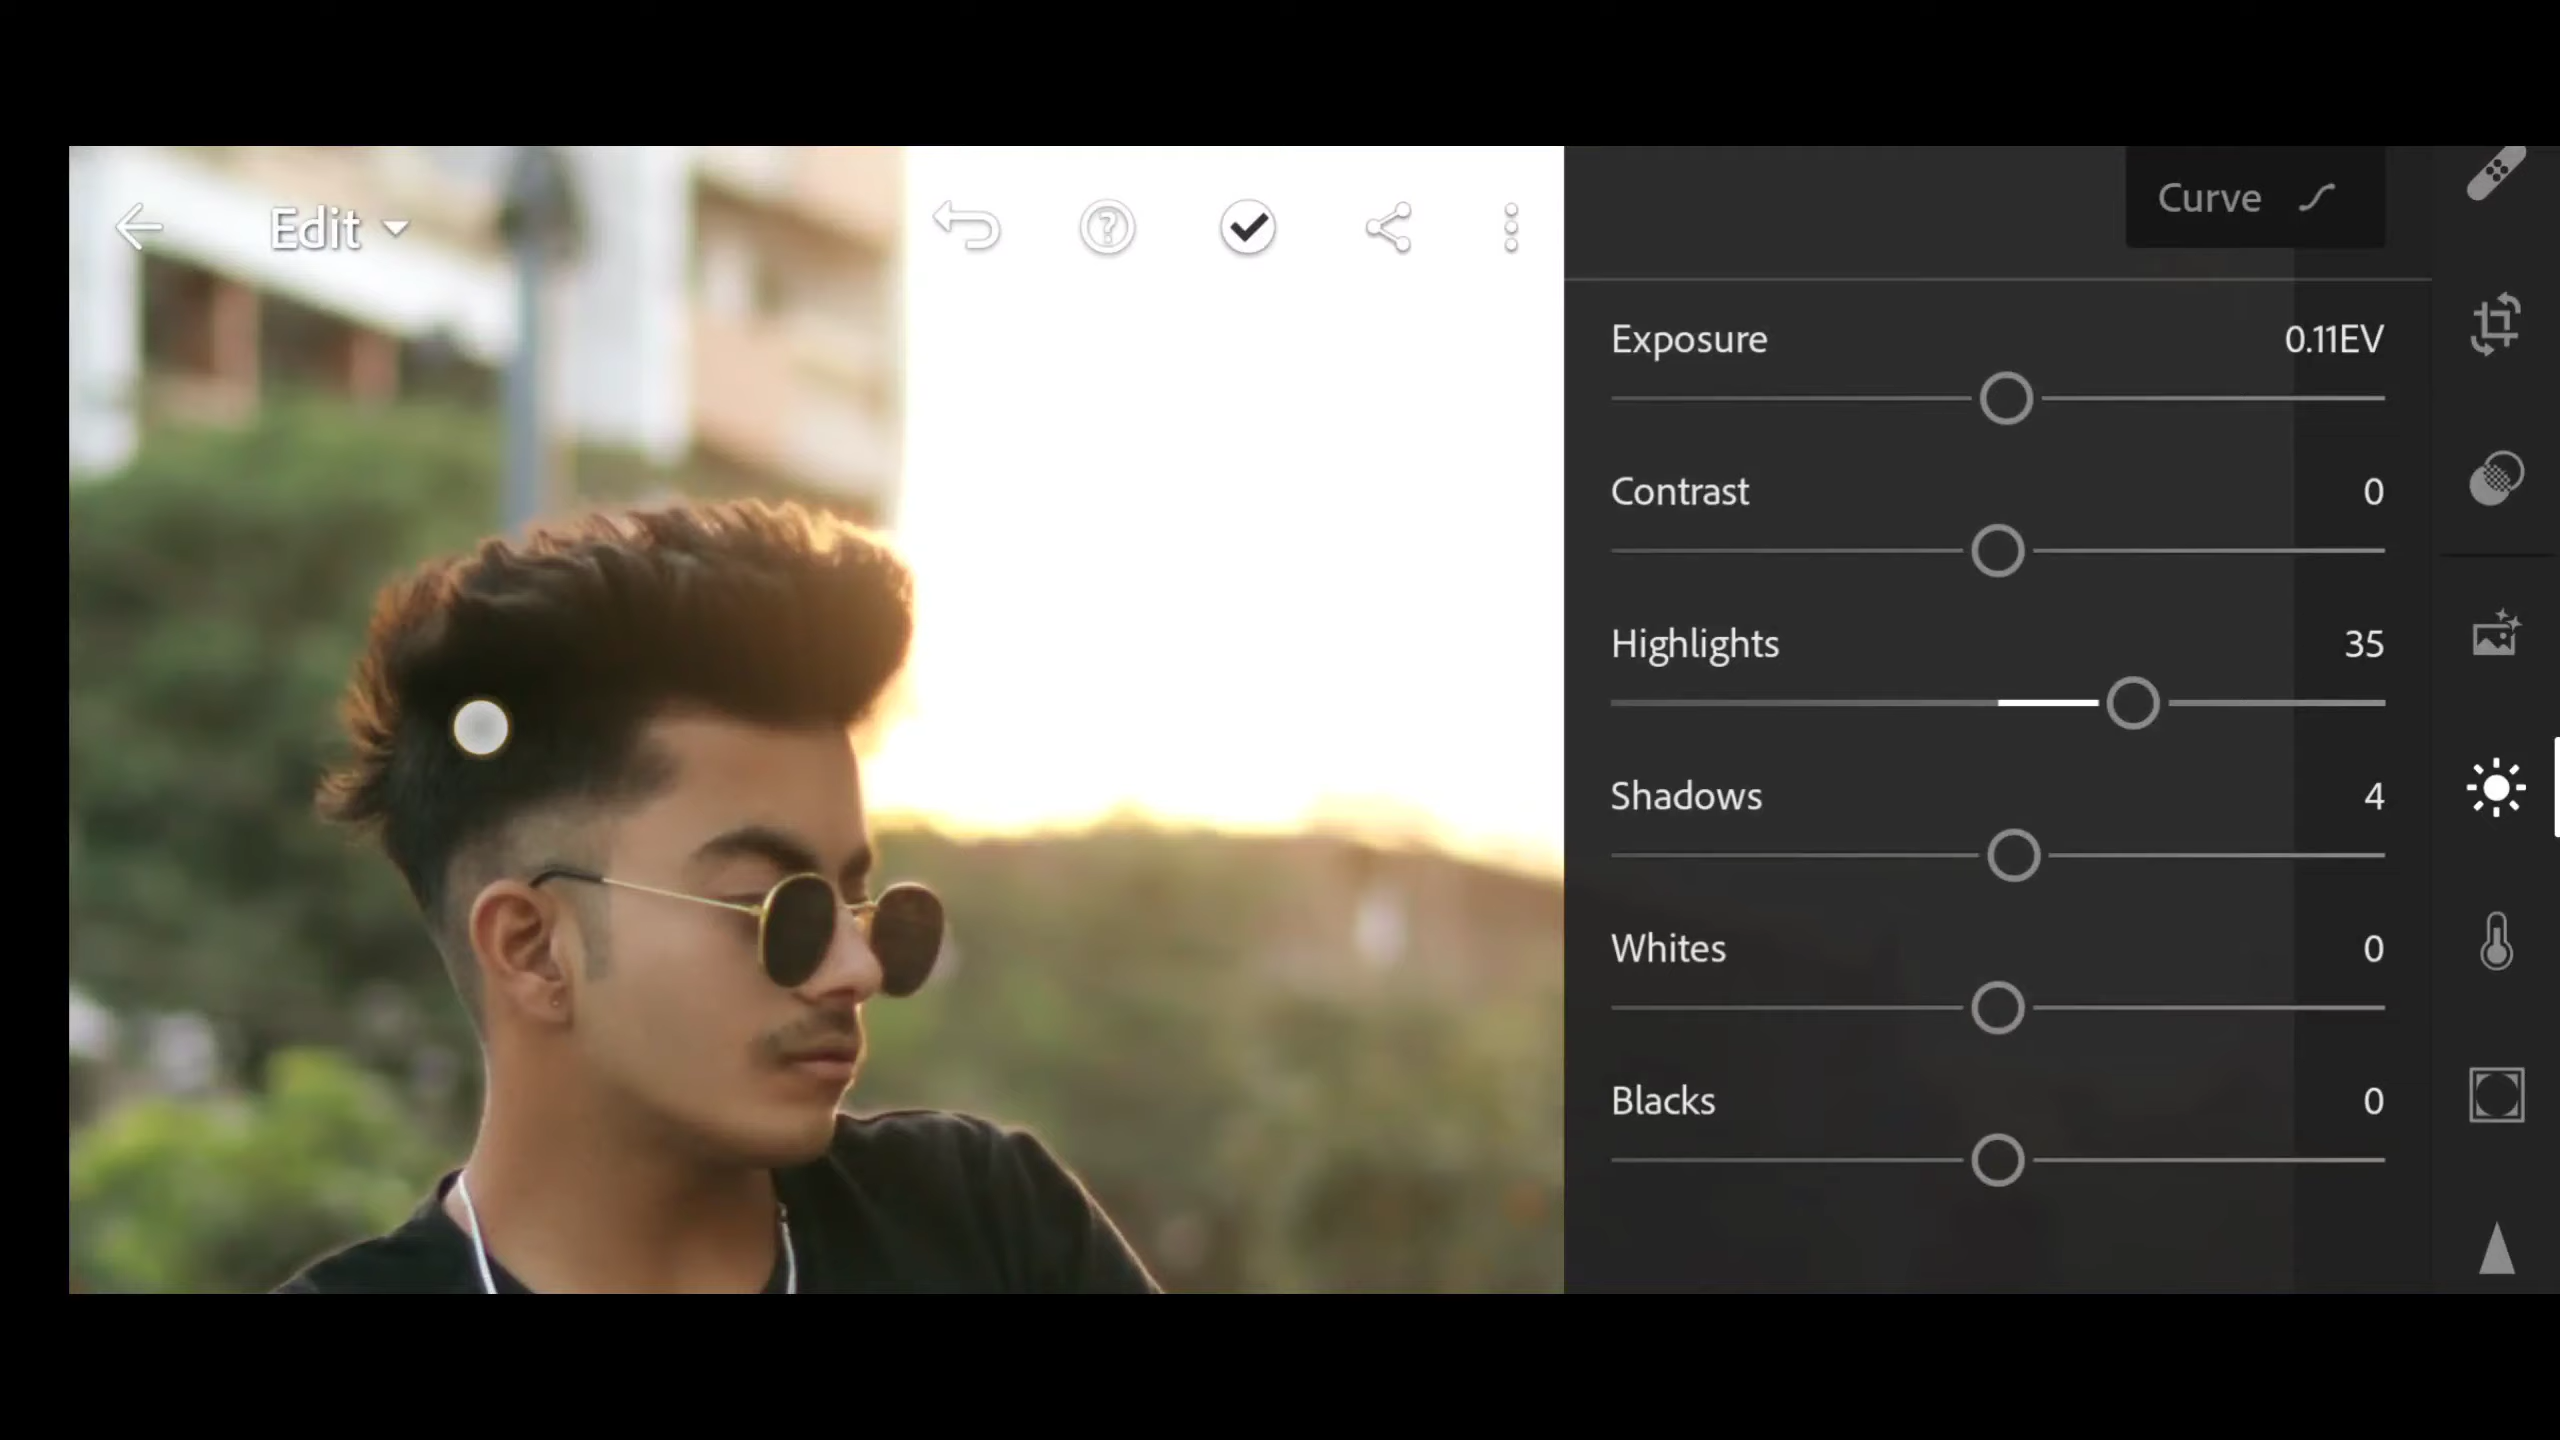 Edit
Curve
Exposure 0.11EV
Contrast 0
Highlights 35
Shadows 4
Whites 0
Blacks 0